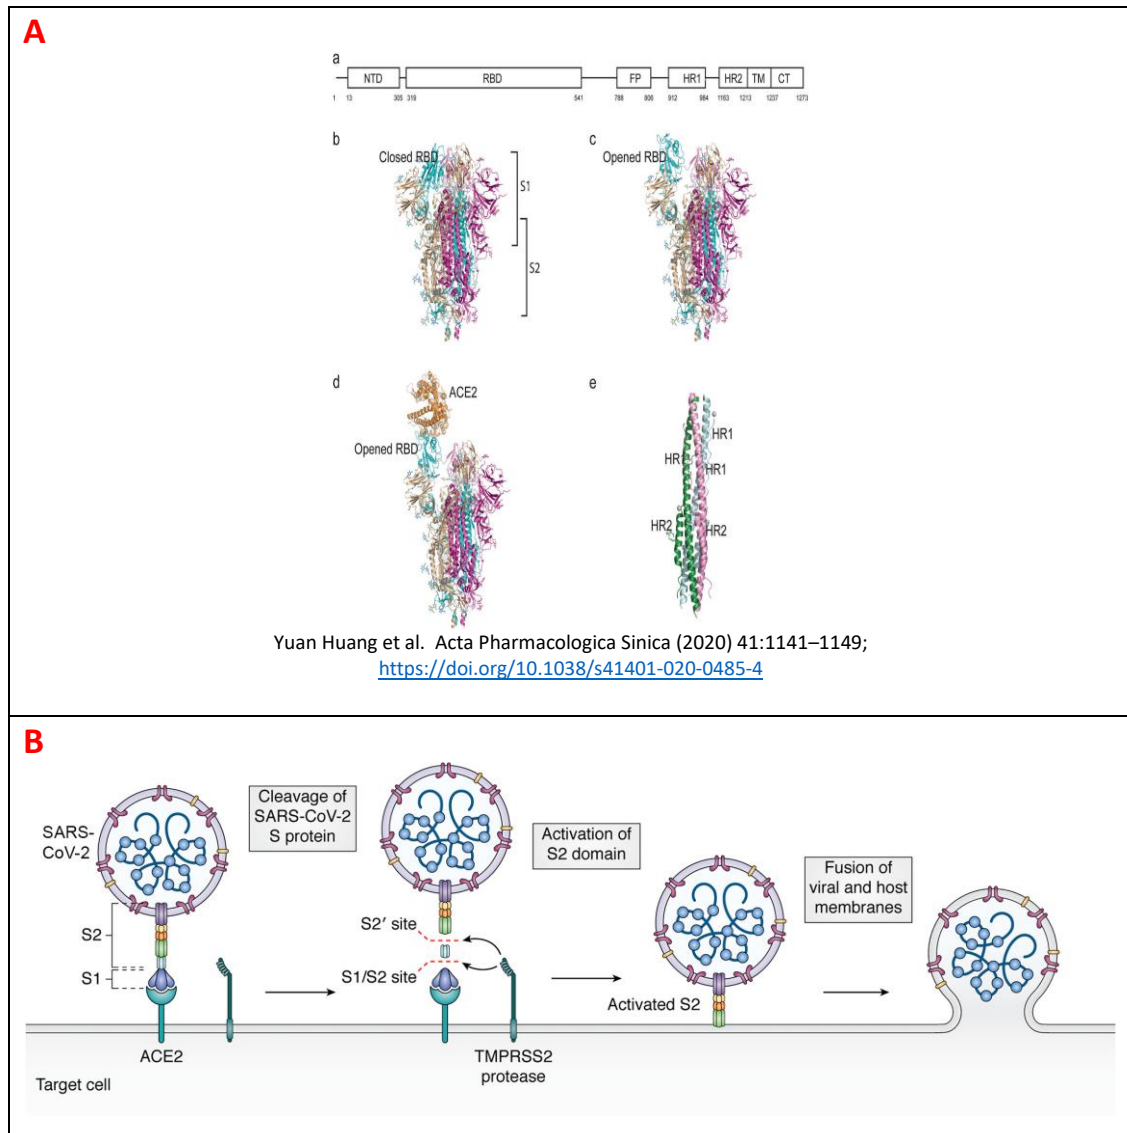 A
a
NTD RBD FP HR1 HR2 TM CT
1 13 305 319 541 788 806 912 984 1163 1213 1237 1273
b c
Closed RBD Opened RBD
S1
S2
d e
ACE2
Opened RBD
HR1
HR1 HR1
HR2 HR2
Yuan Huang et al. Acta Pharmacologica Sinica (2020) 41:1141–1149;
https://doi.org/10.1038/s41401-020-0485-4
B
SARS-
CoV-2
Cleavage of
SARS-CoV-2
S protein
Activation of
S2 domain
Fusion of
viral and host
membranes
S2
S1
S2′ site
S1/S2 site
Activated S2
ACE2
TMPRSS2
protease
Target cell